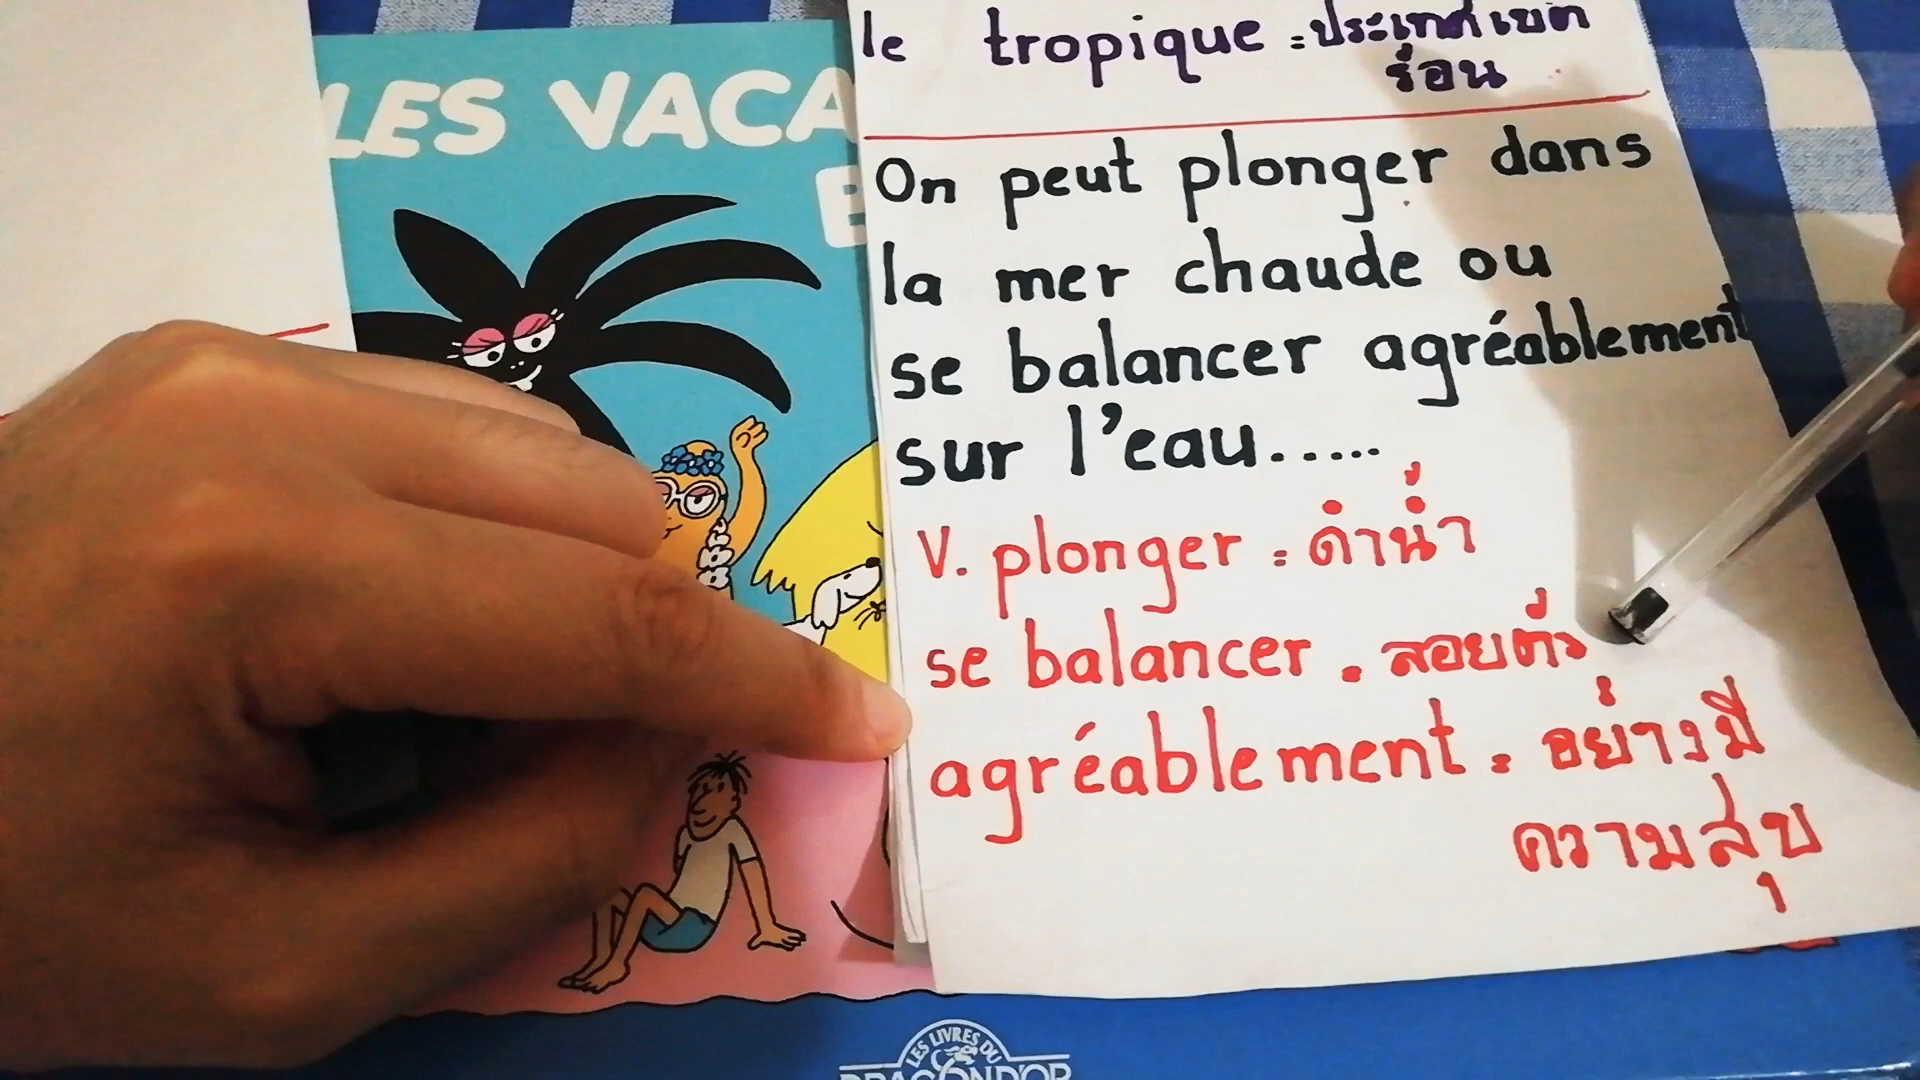 LES VACA
le tropique = ประเทศเขต
ร้อน
On peut plonger dans
la mer chaude ou
se balancer agréablement
sur l'eau.....
V. plonger = ดำน้ำ
se balancer = ลอยตัว
agréablement = อย่างมี
ความสุข
LES LIVRES DU
DRAGON D'OR